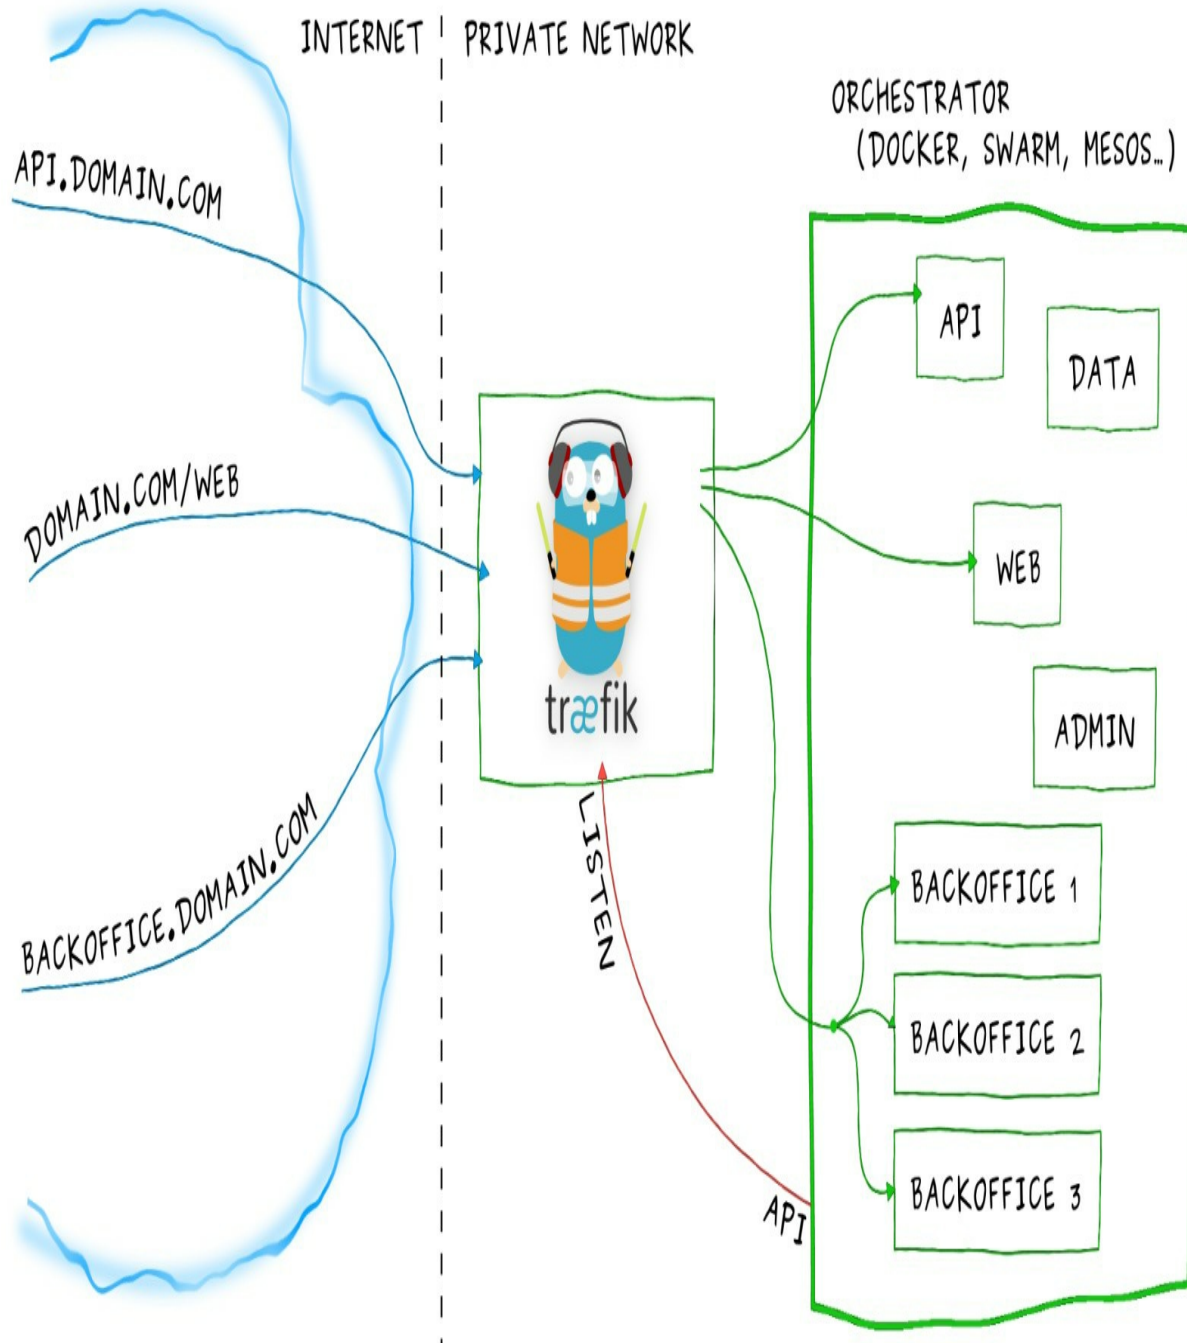 INTERNET
PRIVATE NETWORK
ORCHESTRATOR
(DOCKER, SWARM, MESOS...)
API.DOMAIN.COM
DOMAIN.COM/WEB
BACKOFFICE.DOMAIN.COM
træfik
LISTEN
API
API
DATA
WEB
ADMIN
BACKOFFICE 1
BACKOFFICE 2
BACKOFFICE 3